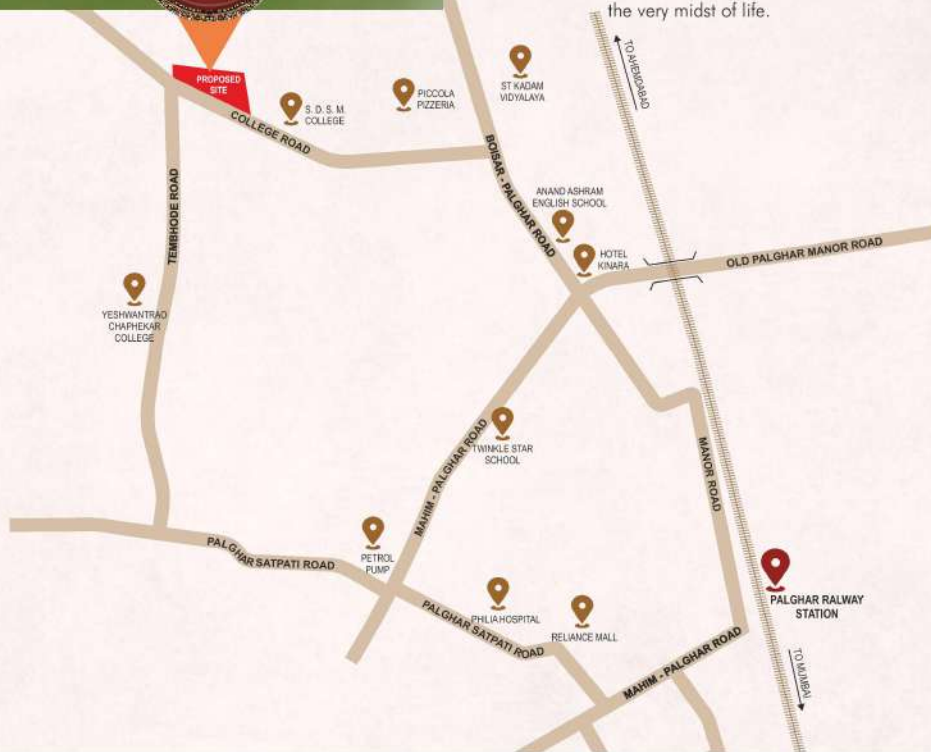 the very midst of life.
TO AHEMDABAD
PROPOSED
SITE
S. D. S. M.
COLLEGE
PICCOLA
PIZZERIA
ST KADAM
VIDYALAYA
COLLEGE ROAD
BOISAR - PALGHAR ROAD
TEMBHODE ROAD
ANAND ASHRAM
ENGLISH SCHOOL
HOTEL
KINARA
OLD PALGHAR MANOR ROAD
YESHWANTRAO
CHAPHEKAR
COLLEGE
TWINKLE STAR
SCHOOL
MAHIM - PALGHAR ROAD
MANOR ROAD
PALGHAR SATPATI ROAD
PETROL
PUMP
PALGHAR SATPATI ROAD
PHILIA HOSPITAL
RELIANCE MALL
PALGHAR RALWAY
STATION
MAHIM - PALGHAR ROAD
TO MUMBAI